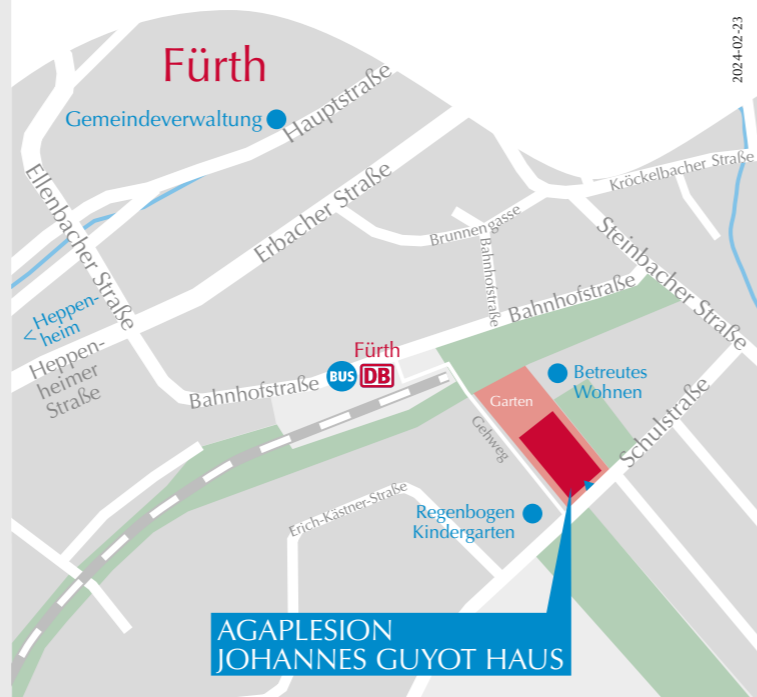 2024-02-23
Fürth
Gemeindeverwaltung
Hauptstraße
Ellenbacher Straße
Erbacher Straße
Kröckelbacher Straße
Brunnengasse
Bahnhofstraße
Steinbacher Straße
Bahnhofstraße
< Heppen-
heim
Heppen-
heimer
Straße
Fürth
BUS
DB
Bahnhofstraße
Betreutes
Wohnen
Garten
Gehweg
Schulstraße
Erich-Kästner-Straße
Regenbogen
Kindergarten
AGAPLESION
JOHANNES GUYOT HAUS